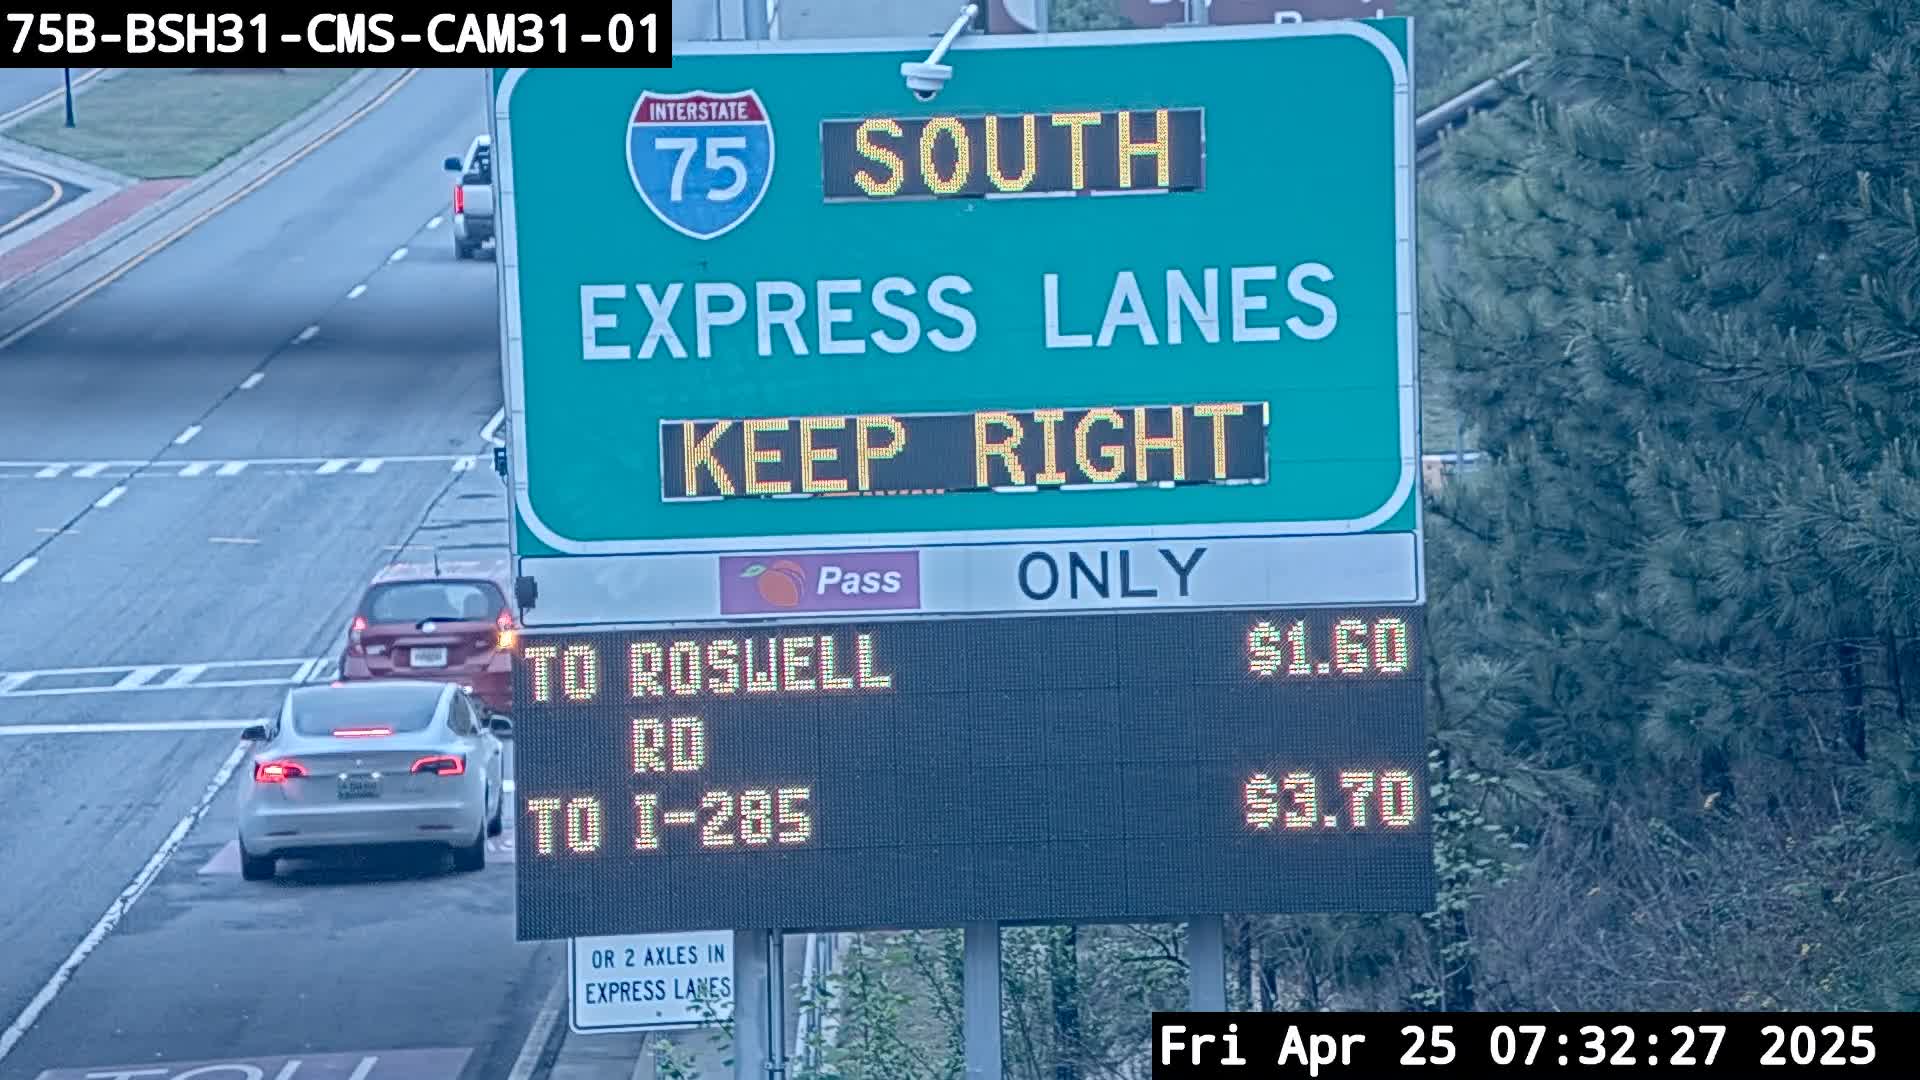 75B-BSH31-CMS-CAM31-01
INTERSTATE
75
SOUTH
EXPRESS LANES
KEEP RIGHT
Pass ONLY
TO ROSWELL $1.60
RD
TO I-285 $3.70
OR 2 AXLES IN
EXPRESS LANES
TOLL
Fri Apr 25 07:32:27 2025